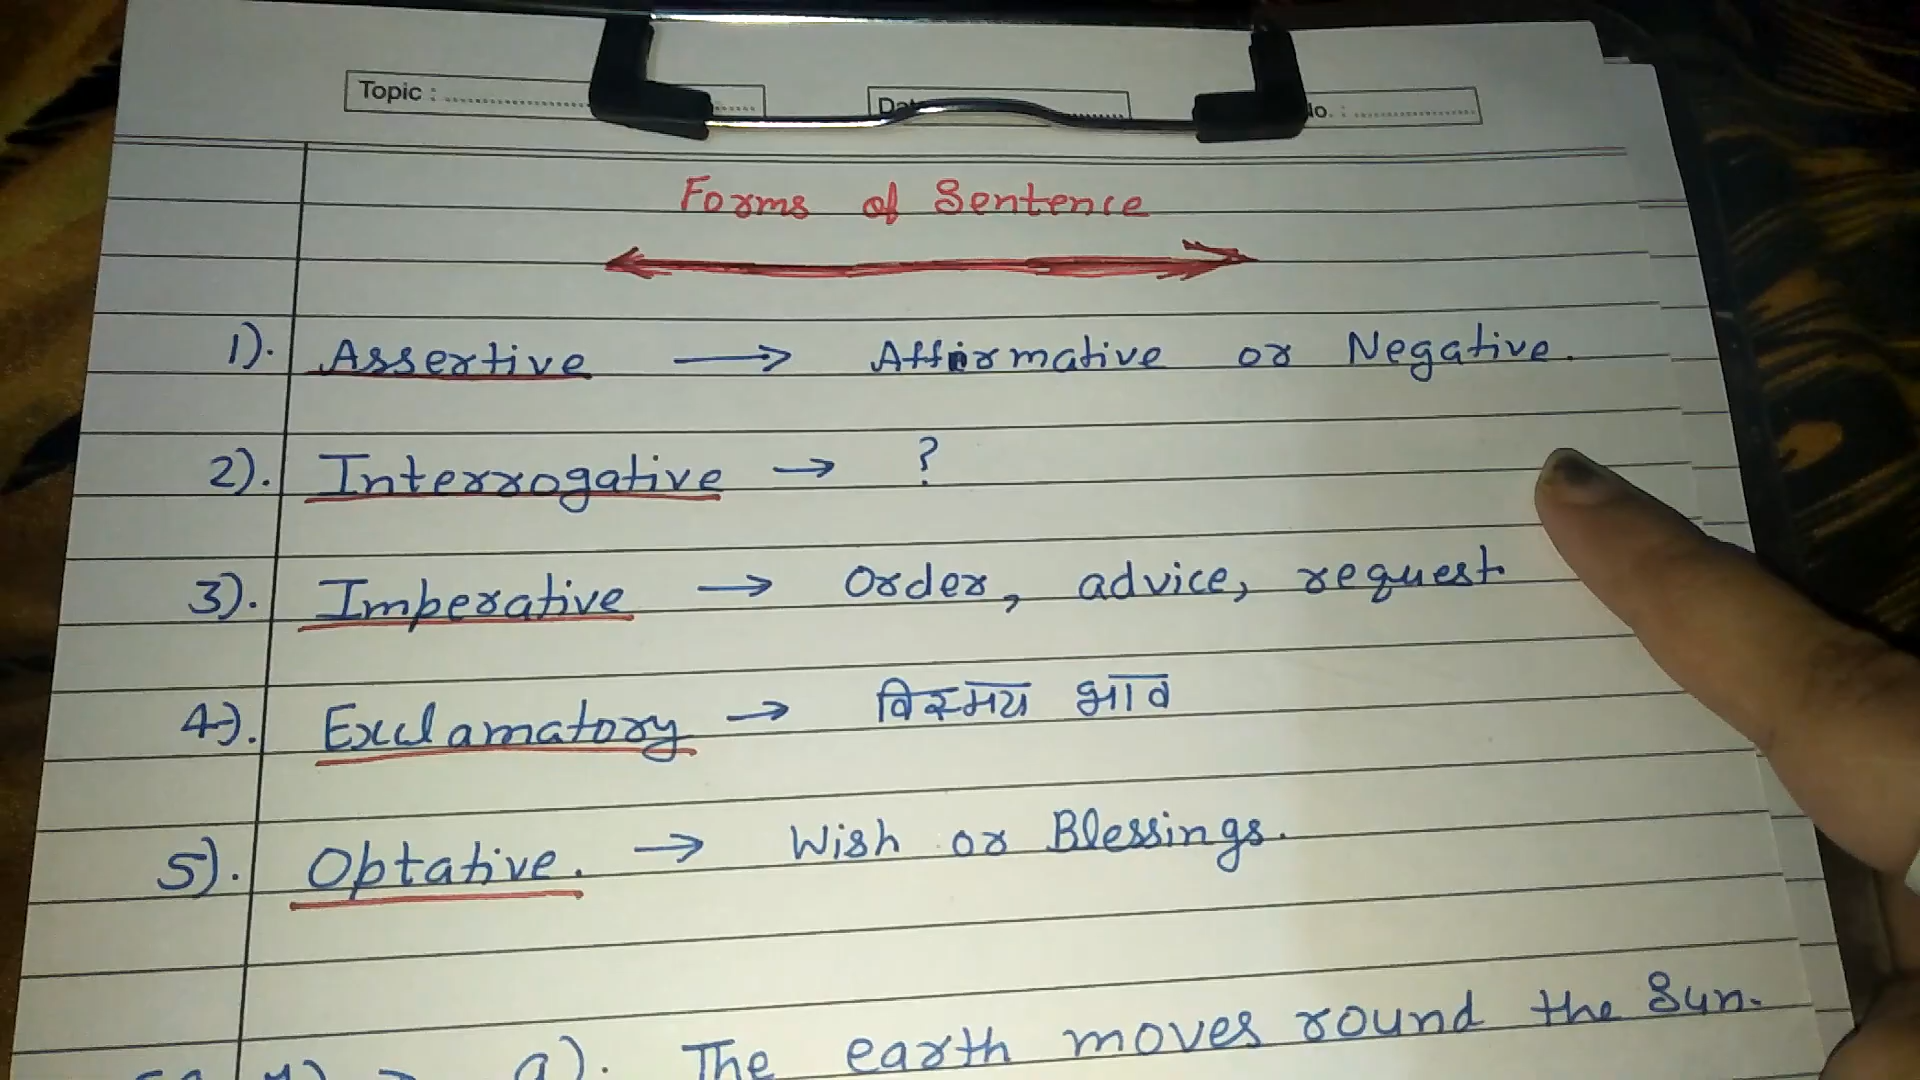 Topic :
No. :
Forms of Sentence
1). Assertive → Affirmative or Negative.
2). Interrogative → ?
3). Imperative → Order, advice, request.
4). Exclamatory → विस्मय भाव
5). Optative. → Wish or Blessings.
a). The earth moves round the Sun.